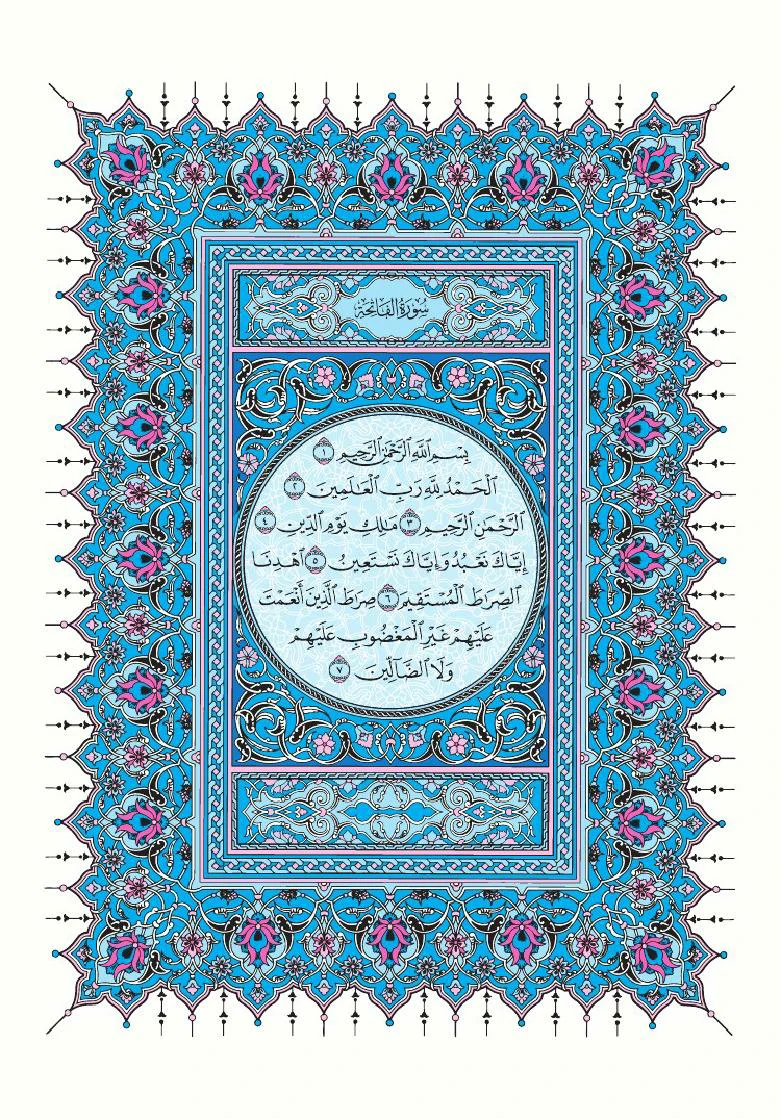 سُورَةُ الفَاتِحَةِ
بِسۡمِ ٱللَّهِ ٱلرَّحۡمَٰنِ ٱلرَّحِيمِ ١
ٱلۡحَمۡدُ لِلَّهِ رَبِّ ٱلۡعَٰلَمِينَ ٢
ٱلرَّحۡمَٰنِ ٱلرَّحِيمِ ٣ مَٰلِكِ يَوۡمِ ٱلدِّينِ ٤
إِيَّاكَ نَعۡبُدُ وَإِيَّاكَ نَسۡتَعِينُ ٥ ٱهۡدِنَا
ٱلصِّرَٰطَ ٱلۡمُسۡتَقِيمَ ٦ صِرَٰطَ ٱلَّذِينَ أَنۡعَمۡتَ
عَلَيۡهِمۡ غَيۡرِ ٱلۡمَغۡضُوبِ عَلَيۡهِمۡ
وَلَا ٱلضَّآلِّينَ ٧